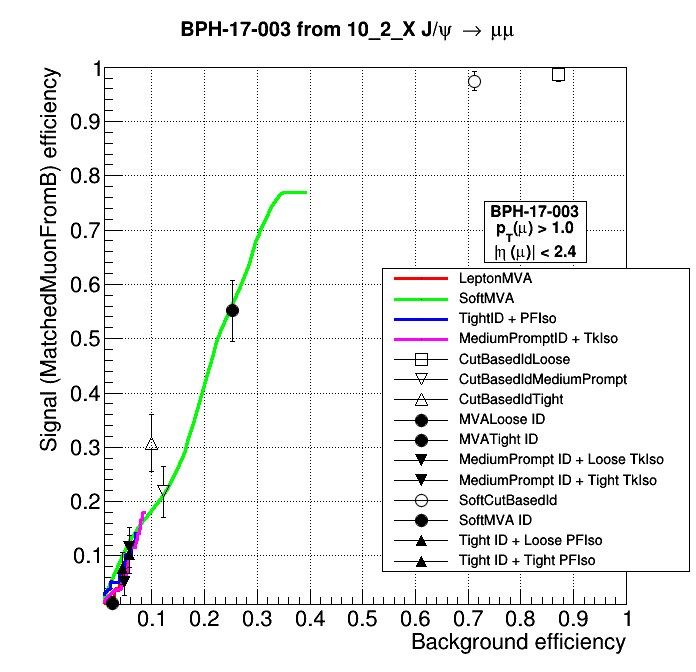 BPH-17-003 from 10_2_X J/ψ → μμ
Signal (MatchedMuonFromB) efficiency
1
0.9
0.8
0.7
0.6
0.5
0.4
0.3
0.2
0.1
BPH-17-003
p_T(μ) > 1.0
|η (μ)| < 2.4
LeptonMVA
SoftMVA
TightID + PFIso
MediumPromptID + TkIso
CutBasedIdLoose
CutBasedIdMediumPrompt
CutBasedIdTight
MVALoose ID
MVATight ID
MediumPrompt ID + Loose TkIso
MediumPrompt ID + Tight TkIso
SoftCutBasedId
SoftMVA ID
Tight ID + Loose PFIso
Tight ID + Tight PFIso
0.1 0.2 0.3 0.4 0.5 0.6 0.7 0.8 0.9 1
Background efficiency